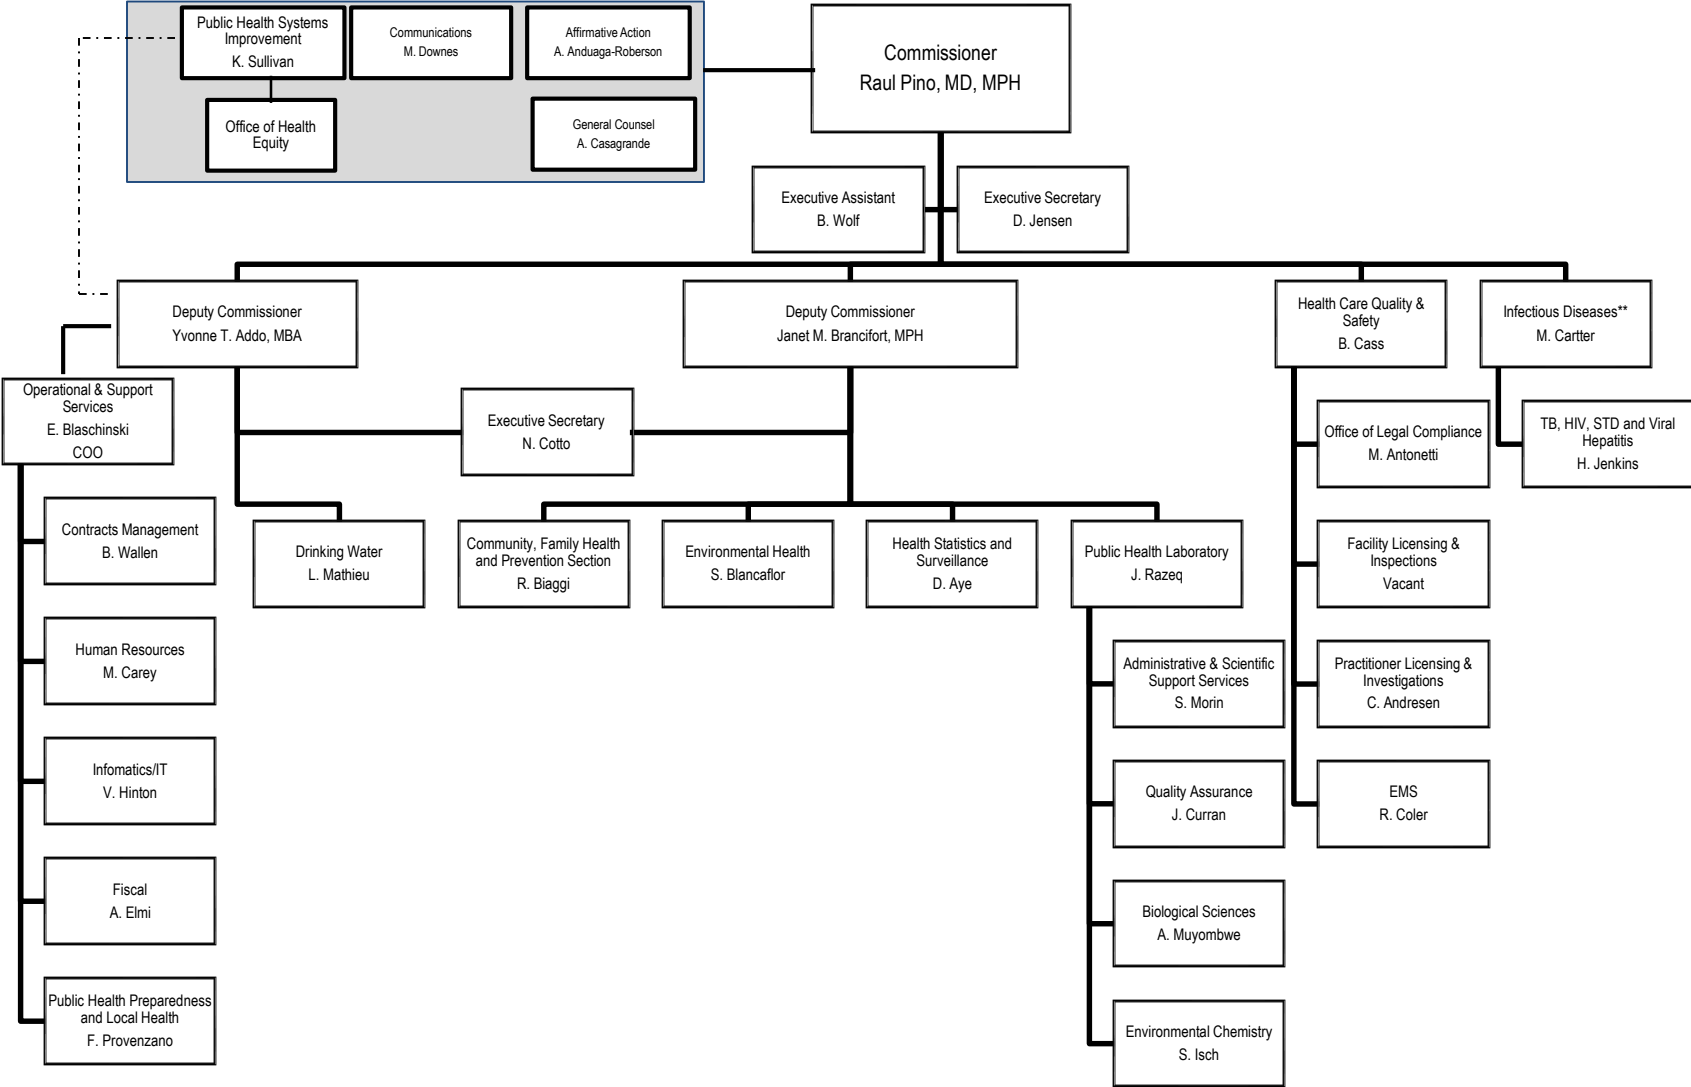 Public Health Systems
Improvement
K. Sullivan
Communications
M. Downes
Affirmative Action
A. Anduaga-Roberson
Commissioner
Raul Pino, MD, MPH
Office of Health
Equity
General Counsel
A. Casagrande
Executive Assistant
B. Wolf
Executive Secretary
D. Jensen
Deputy Commissioner
Yvonne T. Addo, MBA
Deputy Commissioner
Janet M. Brancifort, MPH
Health Care Quality &
Safety
B. Cass
Infectious Diseases**
M. Cartter
Operational & Support
Services
E. Blaschinski
COO
Executive Secretary
N. Cotto
Office of Legal Compliance
M. Antonetti
TB, HIV, STD and Viral
Hepatitis
H. Jenkins
Contracts Management
B. Wallen
Drinking Water
L. Mathieu
Community, Family Health
and Prevention Section
R. Biaggi
Environmental Health
S. Blancaflor
Health Statistics and
Surveillance
D. Aye
Public Health Laboratory
J. Razeq
Facility Licensing &
Inspections
Vacant
Human Resources
M. Carey
Administrative & Scientific
Support Services
S. Morin
Practitioner Licensing &
Investigations
C. Andresen
Infomatics/IT
V. Hinton
Quality Assurance
J. Curran
EMS
R. Coler
Fiscal
A. Elmi
Biological Sciences
A. Muyombwe
Public Health Preparedness
and Local Health
F. Provenzano
Environmental Chemistry
S. Isch